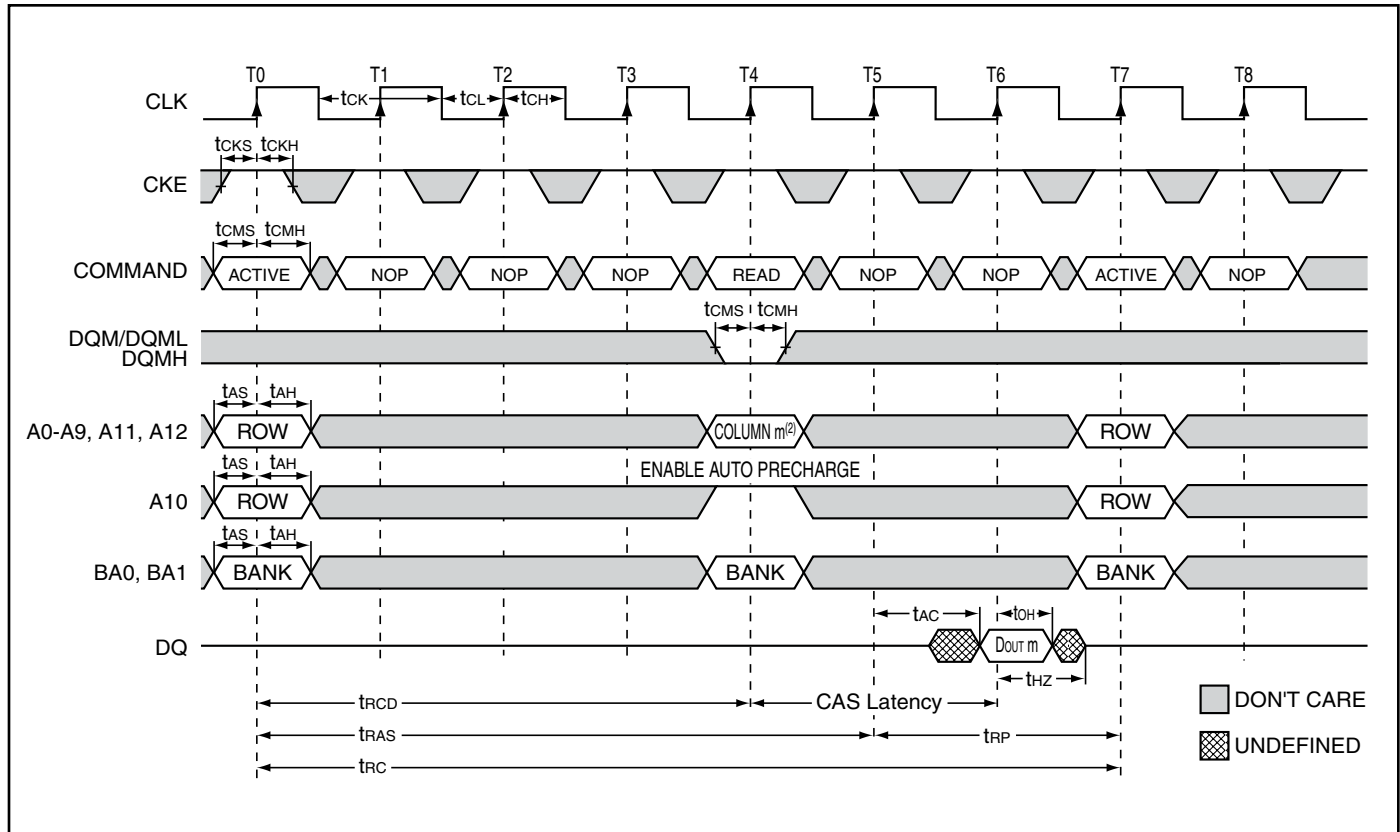 T0 T1 T2 T3 T4 T5 T6 T7 T8
CLK tCK tCL tCH
tCKS tCKH
CKE
tCMS tCMH
COMMAND ACTIVE NOP NOP NOP READ NOP NOP ACTIVE NOP
tCMS tCMH
DQM/DQML
DQMH
tAS tAH
A0-A9, A11, A12 ROW COLUMN m(2) ROW
tAS tAH ENABLE AUTO PRECHARGE
A10 ROW ROW
tAS tAH
BA0, BA1 BANK BANK BANK
tAC tOH
DQ DOUT m
tHZ
tRCD CAS Latency
DON'T CARE
tRAS tRP
UNDEFINED
tRC